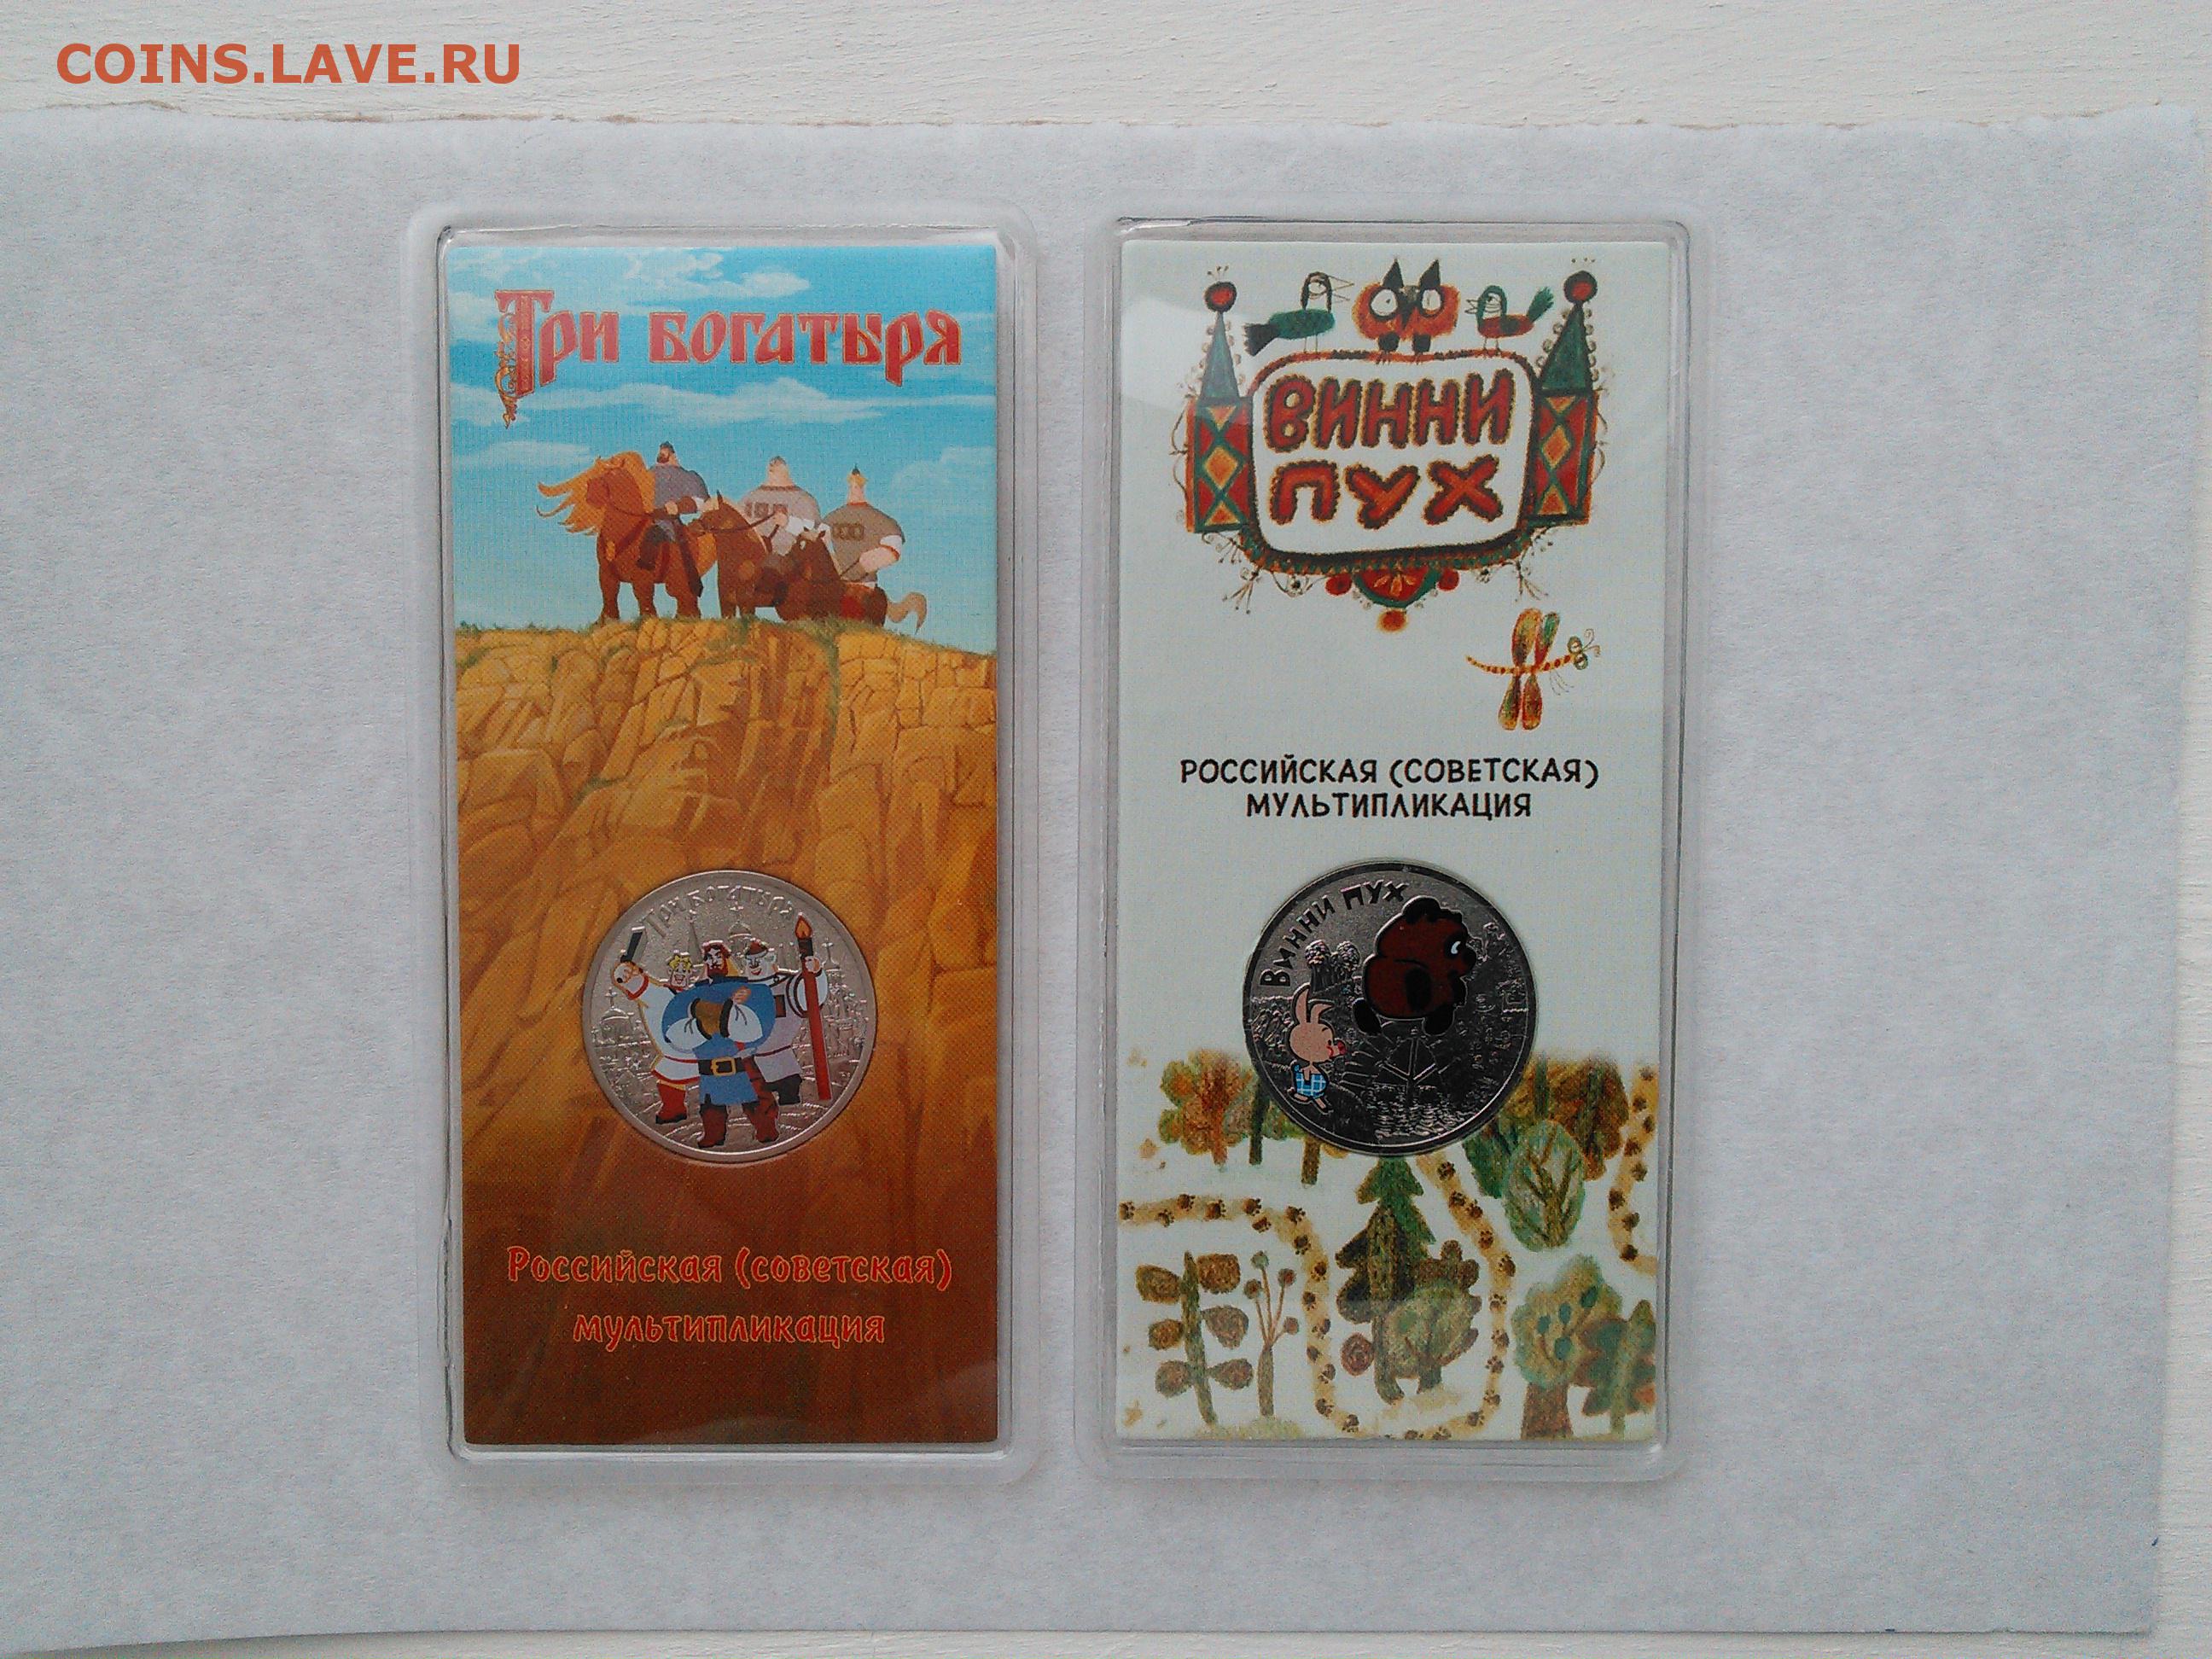 COINS.LAVE.RU
Три богатыря
Три богатыря
Российская (советская)
мультипликация
ВИННИ
ПУХ
РОССИЙСКАЯ (СОВЕТСКАЯ)
МУЛЬТИПЛИКАЦИЯ
Винни пух